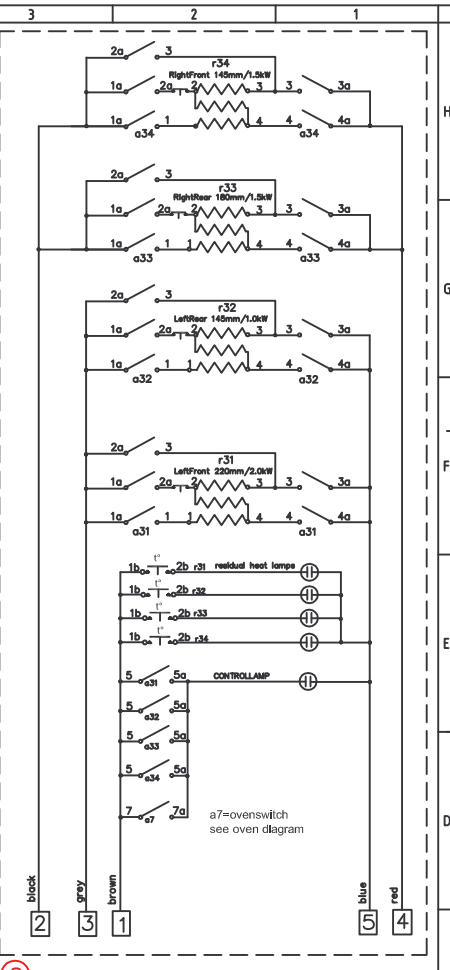 3 2 1
2a 3
r34
RightFront 145mm/1.5kW
1a 2a 2 3 3 3a
H
1a 1 4 4 4a
a34 a34
2a 3
r33
RightRear 180mm/1.5kW
1a 2a 2 3 3 3a
1a 1 1 4 4 4a
a33 a33
G
2a 3
r32
LeftRear 145mm/1.0kW
1a 2a 2 3 3 3a
1a 1 1 4 4 4a
a32 a32
2a 3
r31
LeftFront 220mm/2.0kW
F
1a 2a 2 3 3 3a
1a 1 1 4 4 4a
a31 a31
t°
1b 2b r31 residual heat lamps
t°
1b 2b r32
t°
1b 2b r33
t°
1b 2b r34
E
5 5a CONTROLLAMP
a31
5 5a
a32
5 5a
a33
5 5a
a34
7 7a
a7
a7=ovenswitch
see oven diagram
D
black grey brown blue red
2 3 1 5 4